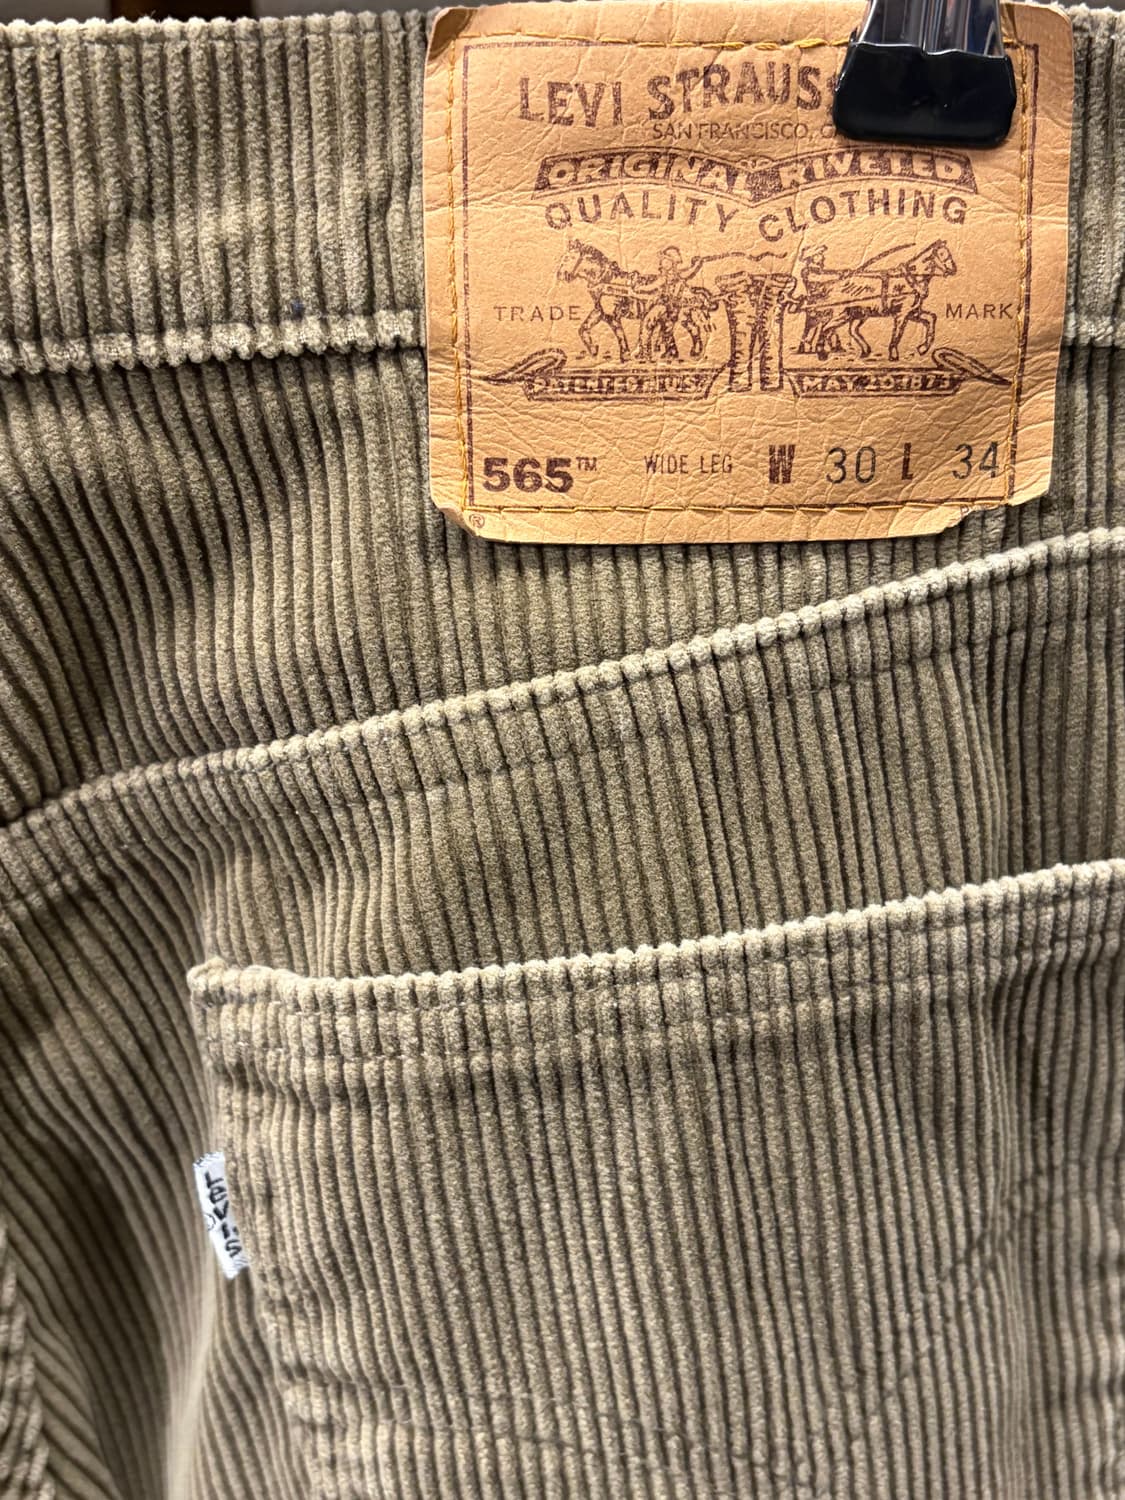 LEVI STRAUSS
SAN FRANCISCO, C
ORIGINAL RIVETED
QUALITY CLOTHING
TRADE MARK
PATENTED IN U.S. MAY 20 1873
565™ WIDE LEG W 30 L 34
®
LEVI'S